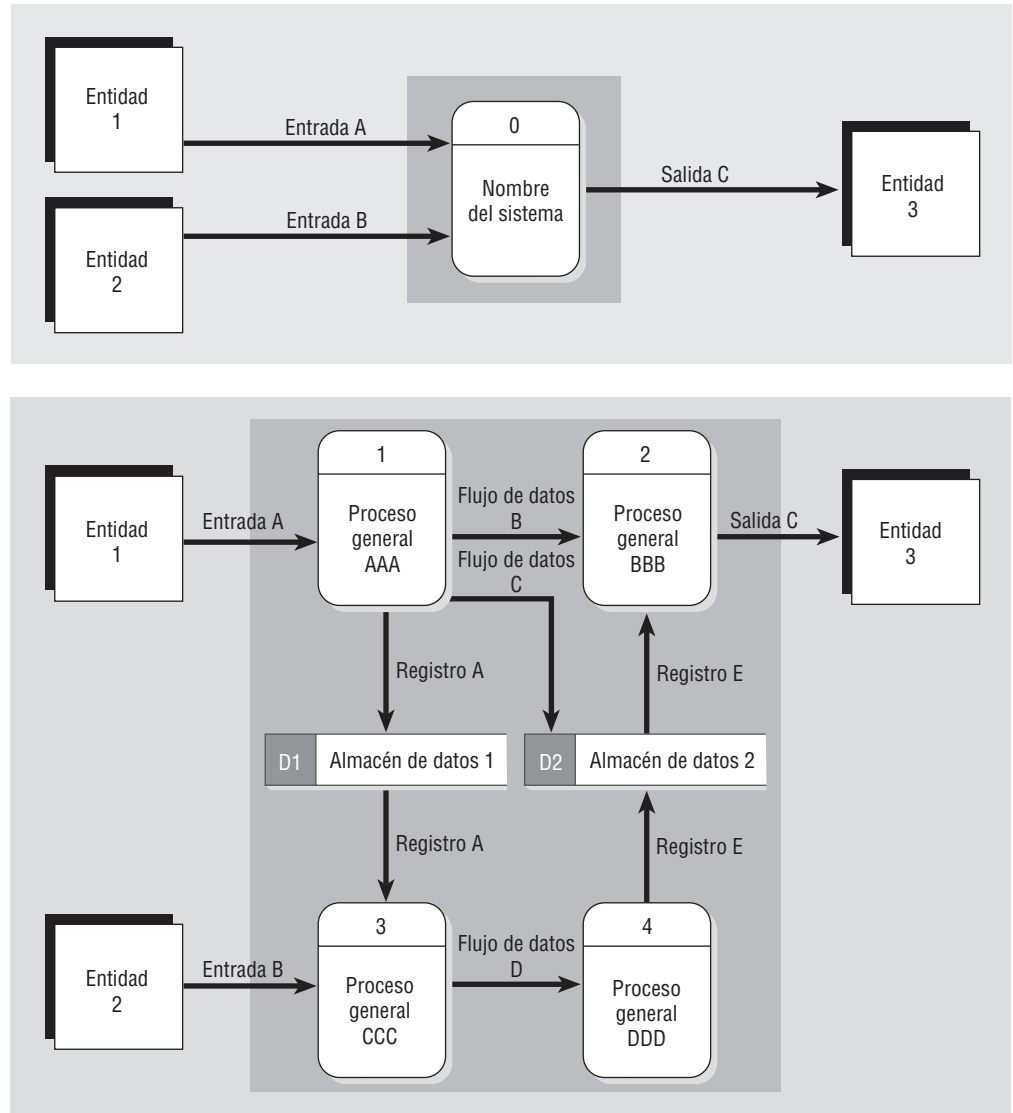 Entidad
1
Entrada A
0
Nombre
del sistema
Salida C
Entidad
3
Entrada B
Entidad
2
1
2
Entidad
1
Entrada A
Proceso
general
AAA
Flujo de datos
B
Flujo de datos
C
Proceso
general
BBB
Salida C
Entidad
3
Registro A
Registro E
D1
Almacén de datos 1
D2
Almacén de datos 2
Registro A
Registro E
3
4
Entidad
2
Entrada B
Proceso
general
CCC
Flujo de datos
D
Proceso
general
DDD